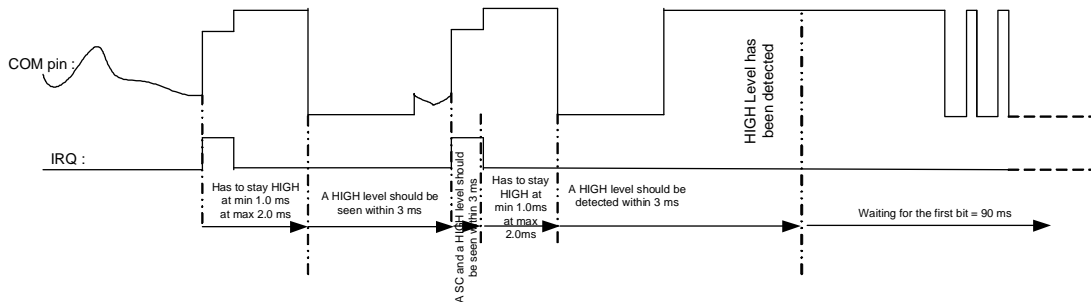 COM pin :
IRQ :
Has to stay HIGH
at min 1.0 ms
at max 2.0 ms
A HIGH level should be
seen within 3 ms
A SC and a HIGH level should
be seen within 3 ms
Has to stay
HIGH at
min 1.0ms
at max
2.0ms
A HIGH level should be
detected within 3 ms
HIGH Level has
been detected
Waiting for the first bit = 90 ms